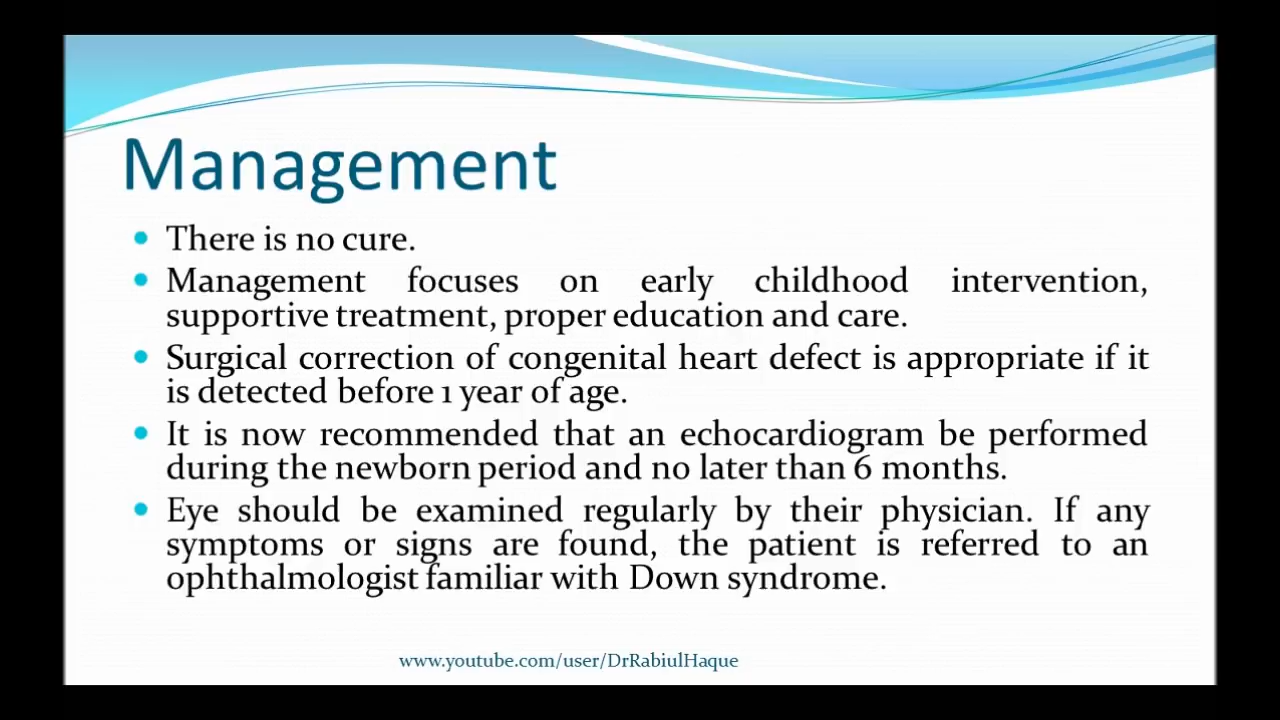 Management
There is no cure.
Management focuses on early childhood intervention,
supportive treatment, proper education and care.
Surgical correction of congenital heart defect is appropriate if it
is detected before 1 year of age.
It is now recommended that an echocardiogram be performed
during the newborn period and no later than 6 months.
Eye should be examined regularly by their physician. If any
symptoms or signs are found, the patient is referred to an
ophthalmologist familiar with Down syndrome.
www.youtube.com/user/DrRabiulHaque